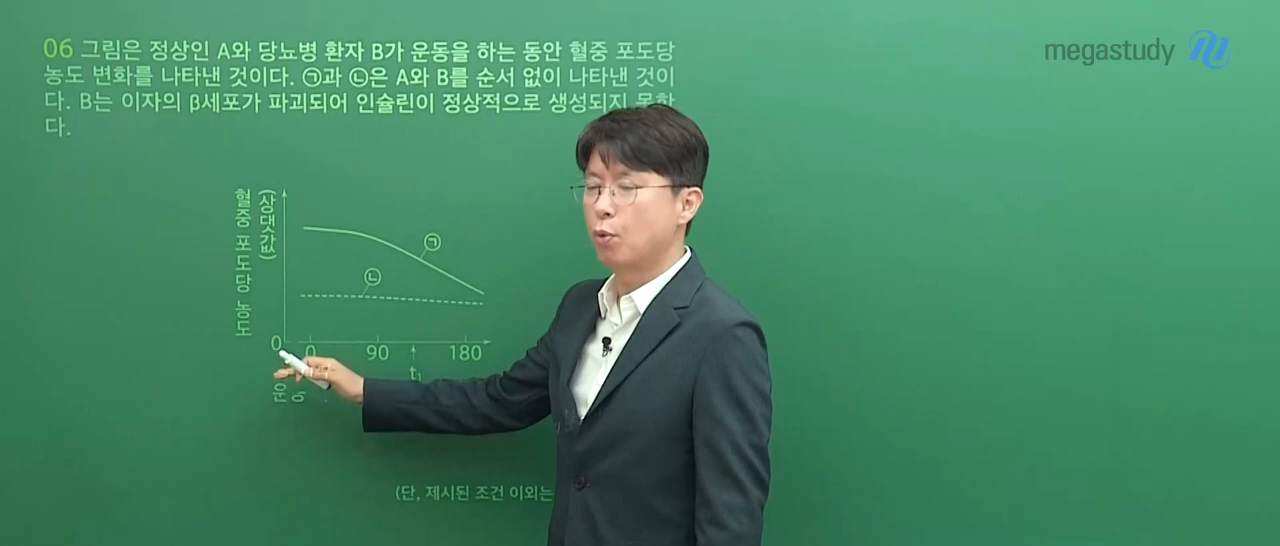 06 그림은 정상인 A와 당뇨병 환자 B가 운동을 하는 동안 혈중 포도당
농도 변화를 나타낸 것이다. ㉠과 ㉡은 A와 B를 순서 없이 나타낸 것이
다. B는 이자의 β세포가 파괴되어 인슐린이 정상적으로 생성되지 못한
다.
megastudy
혈중 포도당 농도
(상댓값)
㉠
㉡
0
0 90 180
t₁
(단, 제시된 조건 이외는